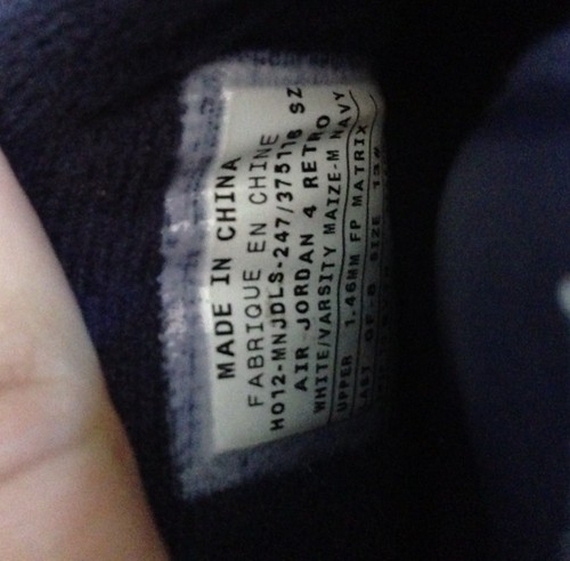 MADE IN CHINA
FABRIQUE EN CHINE
HO12-MNJDLS-247/375116 SZ
AIR JORDAN 4 RETRO
WHITE/VARSITY MAIZE-M NAVY
UPPER 1.46MM FP MATRIX
LAST OF-8 SIZE 13#